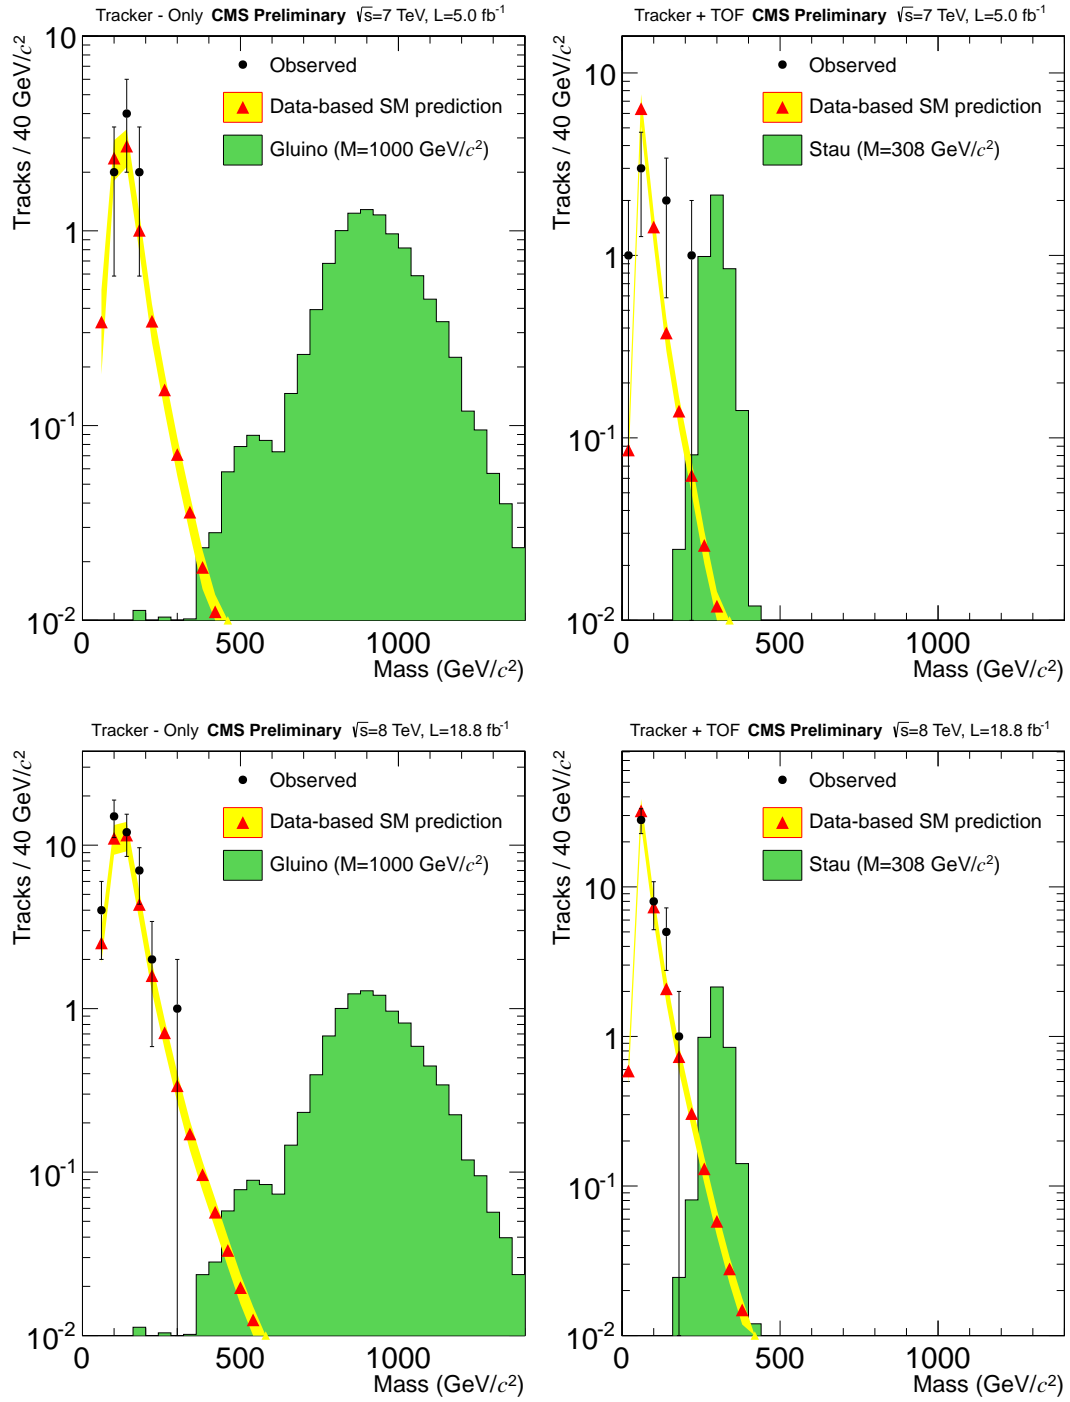 Tracker - Only CMS Preliminary √s=7 TeV, L=5.0 fb⁻¹
Tracks / 40 GeV/c²
10
1
10⁻¹
10⁻²
Observed
Data-based SM prediction
Gluino (M=1000 GeV/c²)
0 500 1000
Mass (GeV/c²)
Tracker + TOF CMS Preliminary √s=7 TeV, L=5.0 fb⁻¹
Tracks / 40 GeV/c²
10
1
10⁻¹
10⁻²
Observed
Data-based SM prediction
Stau (M=308 GeV/c²)
0 500 1000
Mass (GeV/c²)
Tracker - Only CMS Preliminary √s=8 TeV, L=18.8 fb⁻¹
Tracks / 40 GeV/c²
10
1
10⁻¹
10⁻²
Observed
Data-based SM prediction
Gluino (M=1000 GeV/c²)
0 500 1000
Mass (GeV/c²)
Tracker + TOF CMS Preliminary √s=8 TeV, L=18.8 fb⁻¹
Tracks / 40 GeV/c²
10
1
10⁻¹
10⁻²
Observed
Data-based SM prediction
Stau (M=308 GeV/c²)
0 500 1000
Mass (GeV/c²)